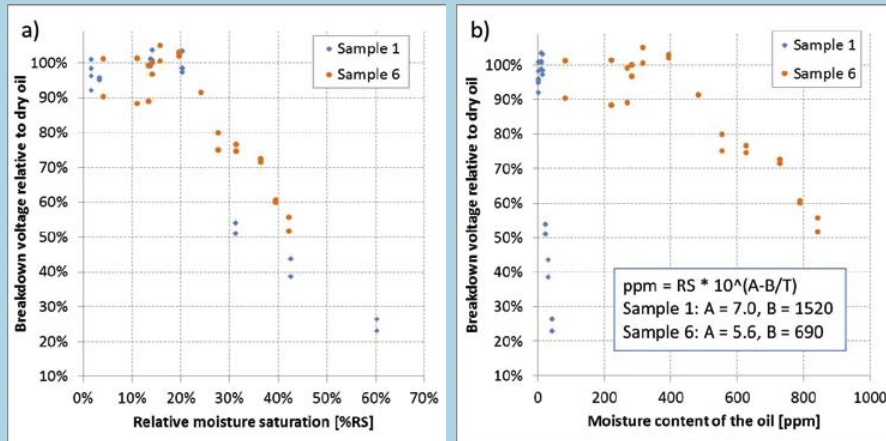 a)
Breakdown voltage relative to dry oil
100%
90%
80%
70%
60%
50%
40%
30%
20%
10%
Sample 1
Sample 6
0% 10% 20% 30% 40% 50% 60% 70%
Relative moisture saturation [%RS]
b)
Breakdown voltage relative to dry oil
100%
90%
80%
70%
60%
50%
40%
30%
20%
10%
Sample 1
Sample 6
ppm = RS * 10^(A-B/T)
Sample 1: A = 7.0, B = 1520
Sample 6: A = 5.6, B = 690
0 200 400 600 800 1000
Moisture content of the oil [ppm]